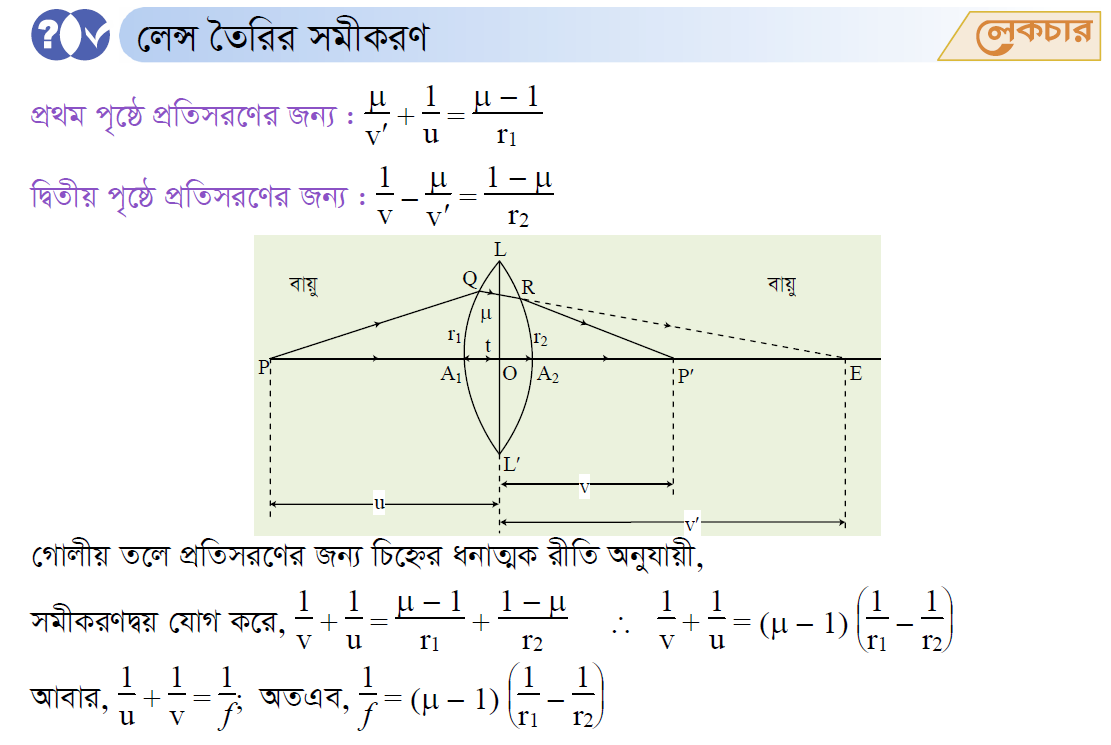 লেন্স তৈরির সমীকরণ
লেকচার
প্রথম পৃষ্ঠে প্রতিসরণের জন্য : μ/v′ + 1/u = (μ – 1)/r₁
দ্বিতীয় পৃষ্ঠে প্রতিসরণের জন্য : 1/v – μ/v′ = (1 – μ)/r₂
L
বায়ু Q R বায়ু
μ
r₁ t r₂
P A₁ O A₂ P′ E
L′
v
u
v′
গোলীয় তলে প্রতিসরণের জন্য চিহ্নের ধনাত্মক রীতি অনুযায়ী,
সমীকরণদ্বয় যোগ করে, 1/v + 1/u = (μ – 1)/r₁ + (1 – μ)/r₂ ∴ 1/v + 1/u = (μ – 1) (1/r₁ – 1/r₂)
আবার, 1/u + 1/v = 1/f; অতএব, 1/f = (μ – 1) (1/r₁ – 1/r₂)